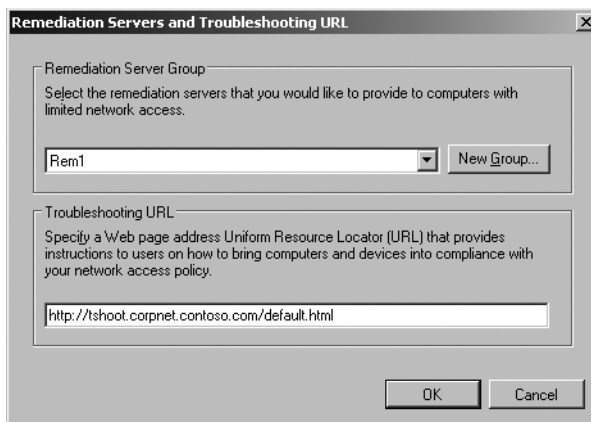 Remediation Servers and Troubleshooting URL
Remediation Server Group
Select the remediation servers that you would like to provide to computers with
limited network access.
Rem1
New Group...
Troubleshooting URL
Specify a Web page address Uniform Resource Locator (URL) that provides
instructions to users on how to bring computers and devices into compliance with
your network access policy.
http://tshoot.corpnet.contoso.com/default.html
OK
Cancel